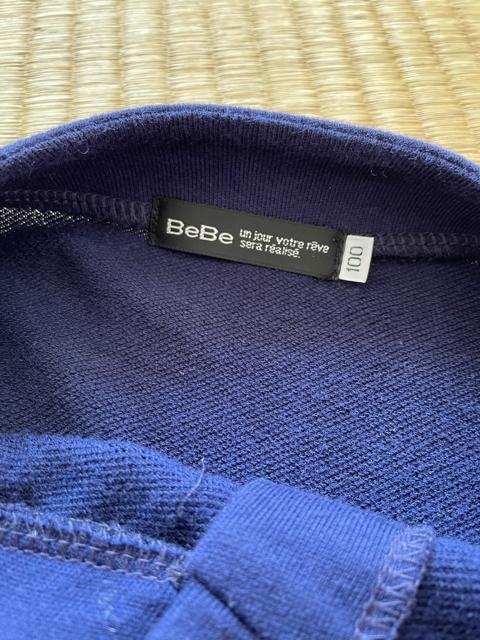 BeBe
un jour votre rêve
sera réalisé.
100